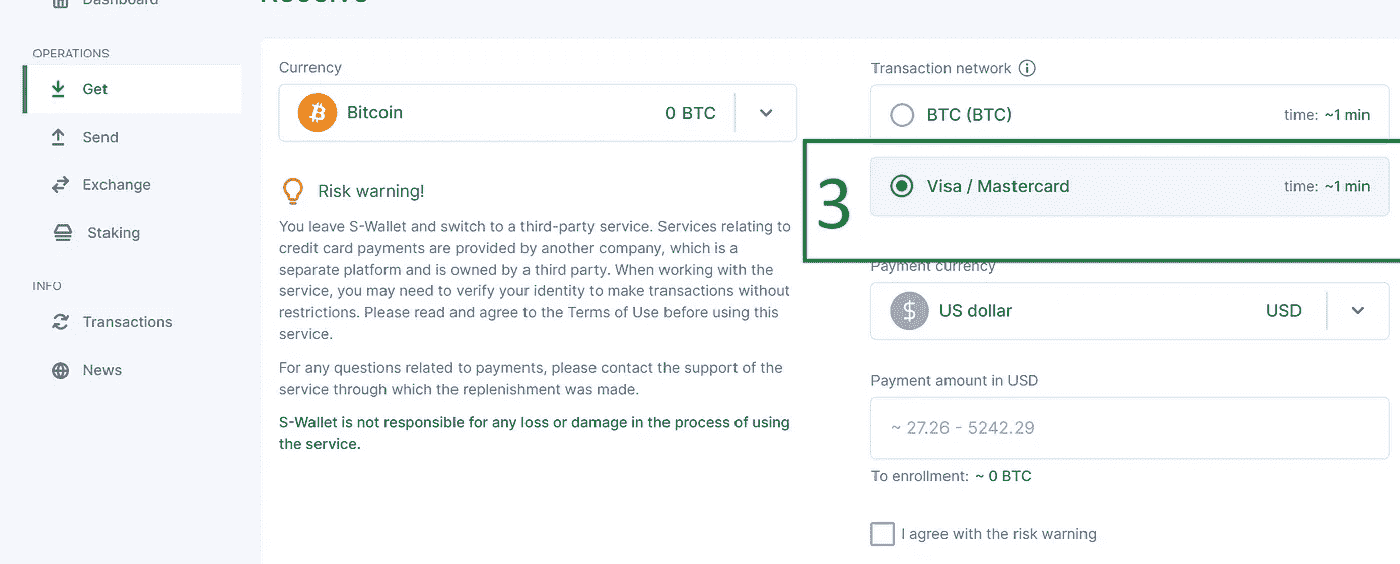 Dashboard
Receive
OPERATIONS
Get
Send
Exchange
Staking
INFO
Transactions
News
Currency
Bitcoin 0 BTC
Risk warning!
You leave S-Wallet and switch to a third-party service. Services relating to
credit card payments are provided by another company, which is a
separate platform and is owned by a third party. When working with the
service, you may need to verify your identity to make transactions without
restrictions. Please read and agree to the Terms of Use before using this
service.
For any questions related to payments, please contact the support of the
service through which the replenishment was made.
S-Wallet is not responsible for any loss or damage in the process of using
the service.
Transaction network
BTC (BTC) time: ~1 min
3
Visa / Mastercard time: ~1 min
Payment currency
$ US dollar USD
Payment amount in USD
~ 27.26 - 5242.29
To enrollment: ~ 0 BTC
I agree with the risk warning